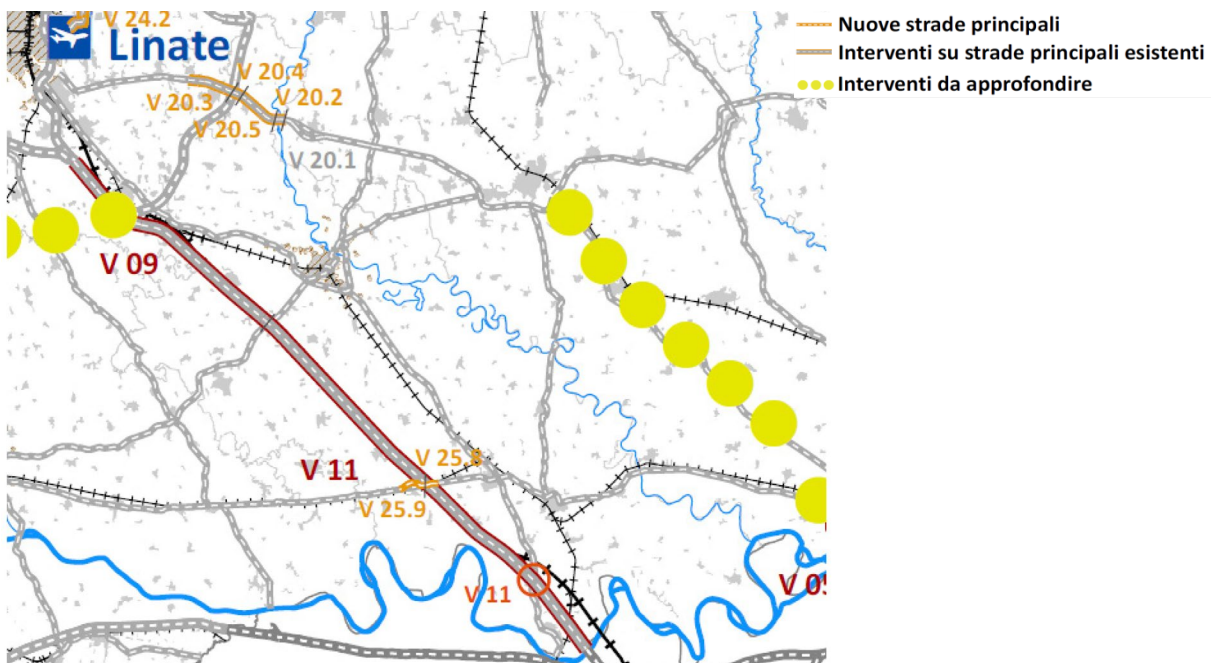 V 24.2
Linate
V 20.4
V 20.3
V 20.2
V 20.5
V 20.1
V 09
V 11
V 25.8
V 25.9
V 11
Nuove strade principali
Interventi su strade principali esistenti
Interventi da approfondire